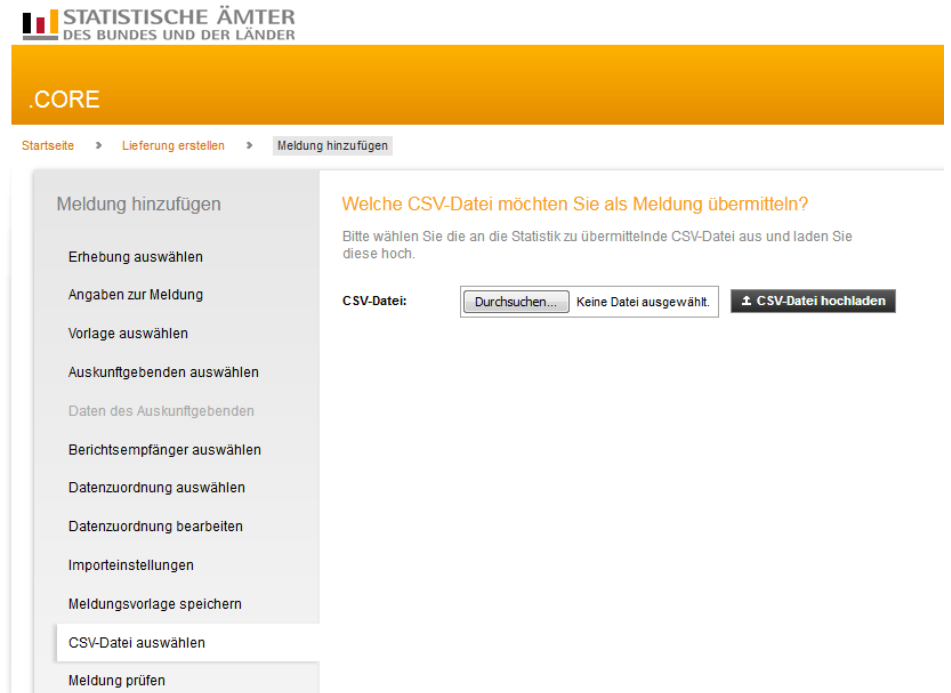 STATISTISCHE ÄMTER
DES BUNDES UND DER LÄNDER
.CORE
Startseite > Lieferung erstellen > Meldung hinzufügen
Meldung hinzufügen
Erhebung auswählen
Angaben zur Meldung
Vorlage auswählen
Auskunftgebenden auswählen
Daten des Auskunftgebenden
Berichtsempfänger auswählen
Datenzuordnung auswählen
Datenzuordnung bearbeiten
Importeinstellungen
Meldungsvorlage speichern
CSV-Datei auswählen
Meldung prüfen
Welche CSV-Datei möchten Sie als Meldung übermitteln?
Bitte wählen Sie die an die Statistik zu übermittelnde CSV-Datei aus und laden Sie
diese hoch.
CSV-Datei: Durchsuchen... Keine Datei ausgewählt. CSV-Datei hochladen